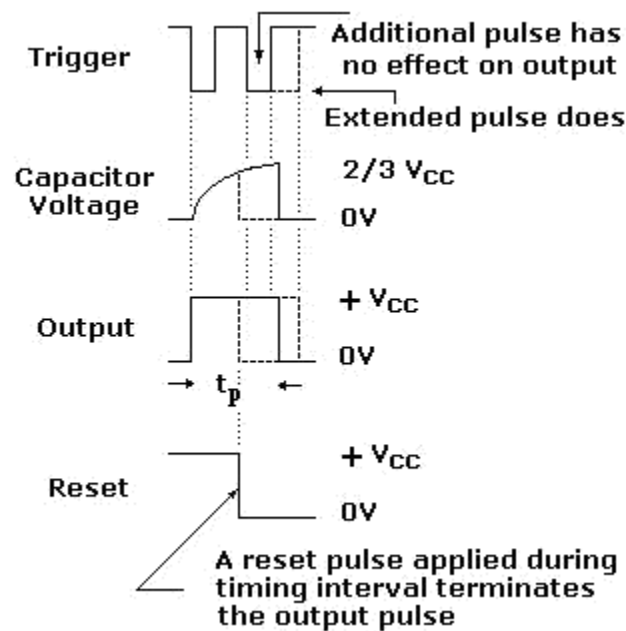 Additional pulse has
Trigger
no effect on output
Extended pulse does
Capacitor
Voltage
2/3 VCC
0V
+ VCC
Output
0V
tp
+ VCC
Reset
0V
A reset pulse applied during
timing interval terminates
the output pulse